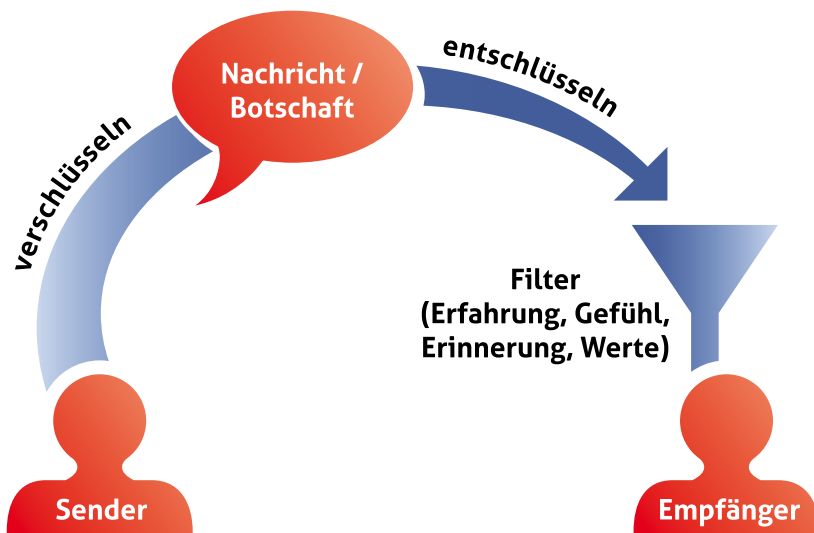 verschlüsseln
Nachricht /
Botschaft
entschlüsseln
Filter
(Erfahrung, Gefühl,
Erinnerung, Werte)
Sender
Empfänger